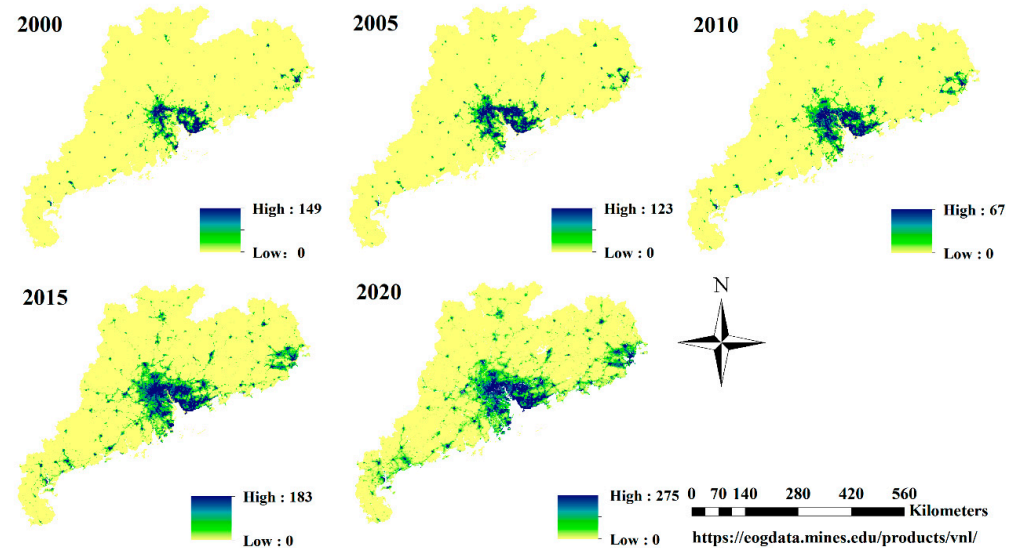 2000
2005
2010
High : 149
Low: 0
High : 123
Low : 0
High : 67
Low : 0
2015
2020
N
High : 183
Low : 0
High : 275
Low : 0
0 70 140 280 420 560
Kilometers
https://eogdata.mines.edu/products/vnl/